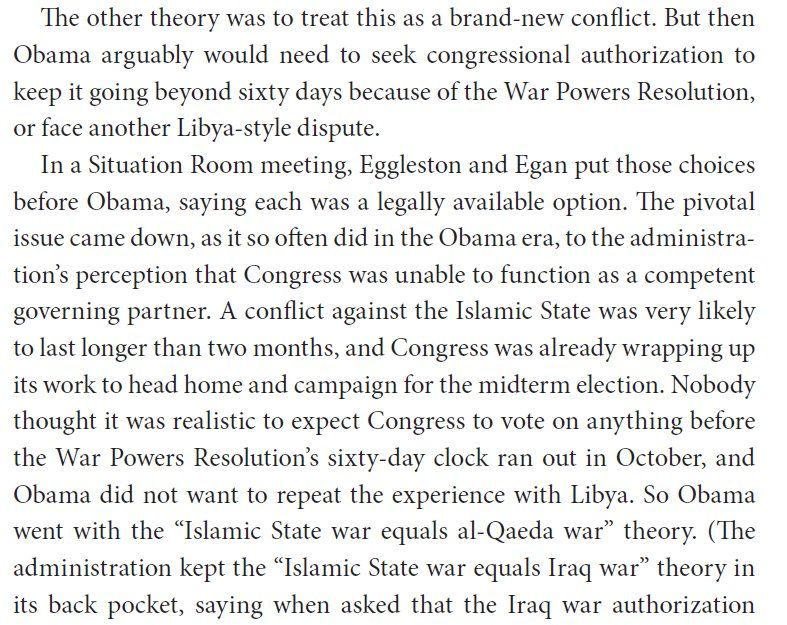 The other theory was to treat this as a brand-new conflict. But then
Obama arguably would need to seek congressional authorization to
keep it going beyond sixty days because of the War Powers Resolution,
or face another Libya-style dispute.
In a Situation Room meeting, Eggleston and Egan put those choices
before Obama, saying each was a legally available option. The pivotal
issue came down, as it so often did in the Obama era, to the administra-
tion’s perception that Congress was unable to function as a competent
governing partner. A conflict against the Islamic State was very likely
to last longer than two months, and Congress was already wrapping up
its work to head home and campaign for the midterm election. Nobody
thought it was realistic to expect Congress to vote on anything before
the War Powers Resolution’s sixty-day clock ran out in October, and
Obama did not want to repeat the experience with Libya. So Obama
went with the “Islamic State war equals al-Qaeda war” theory. (The
administration kept the “Islamic State war equals Iraq war” theory in
its back pocket, saying when asked that the Iraq war authorization